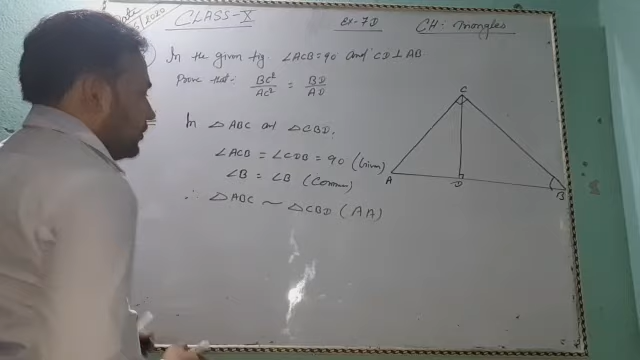 CLASS-X Ex-7D CH: Triangles
2020
In the given fig ∠ACB=90 and CD⊥AB
Prove that: BC²/AC² = BD/AD
In △ABC and △CBD,
∠ACB = ∠CDB = 90 (Given)
∠B = ∠B (Common)
∴ △ABC ~ △CBD (AA)
C
A D B